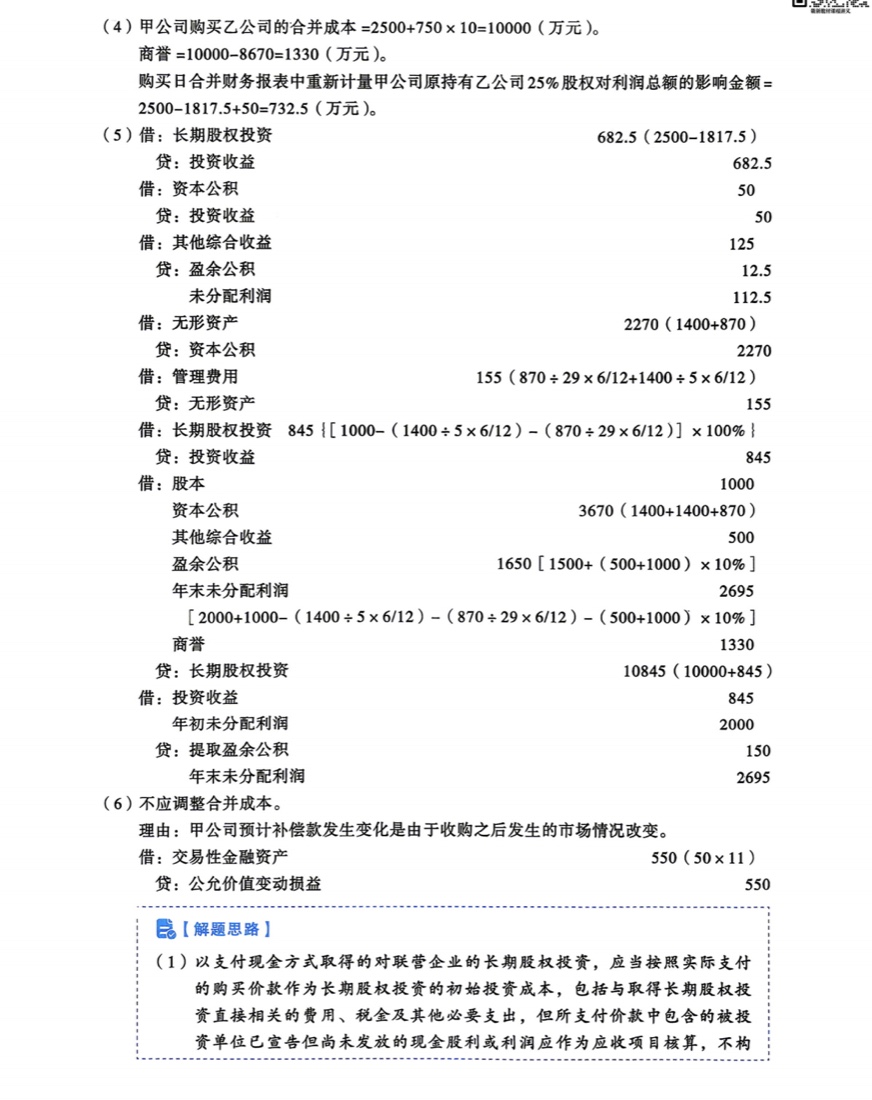 （4）甲公司购买乙公司的合并成本 =2500+750×10=10000（万元）。
商誉 =10000-8670=1330（万元）。
购买日合并财务报表中重新计量甲公司原持有乙公司25%股权对利润总额的影响金额=
2500-1817.5+50=732.5（万元）。
（5）借：长期股权投资 682.5（2500-1817.5）
贷：投资收益 682.5
借：资本公积 50
贷：投资收益 50
借：其他综合收益 125
贷：盈余公积 12.5
未分配利润 112.5
借：无形资产 2270（1400+870）
贷：资本公积 2270
借：管理费用 155（870÷29×6/12+1400÷5×6/12）
贷：无形资产 155
借：长期股权投资 845{[1000-（1400÷5×6/12）-（870÷29×6/12）]×100%}
贷：投资收益 845
借：股本 1000
资本公积 3670（1400+1400+870）
其他综合收益 500
盈余公积 1650[1500+（500+1000）×10%]
年末未分配利润 2695
[2000+1000-（1400÷5×6/12）-（870÷29×6/12）-（500+1000）×10%]
商誉 1330
贷：长期股权投资 10845（10000+845）
借：投资收益 845
年初未分配利润 2000
贷：提取盈余公积 150
年末未分配利润 2695
（6）不应调整合并成本。
理由：甲公司预计补偿款发生变化是由于收购之后发生的市场情况改变。
借：交易性金融资产 550（50×11）
贷：公允价值变动损益 550
【解题思路】
（1）以支付现金方式取得的对联营企业的长期股权投资，应当按照实际支付
的购买价款作为长期股权投资的初始投资成本，包括与取得长期股权投
资直接相关的费用、税金及其他必要支出，但所支付价款中包含的被投
资单位已宣告但尚未发放的现金股利或利润应作为应收项目核算，不构